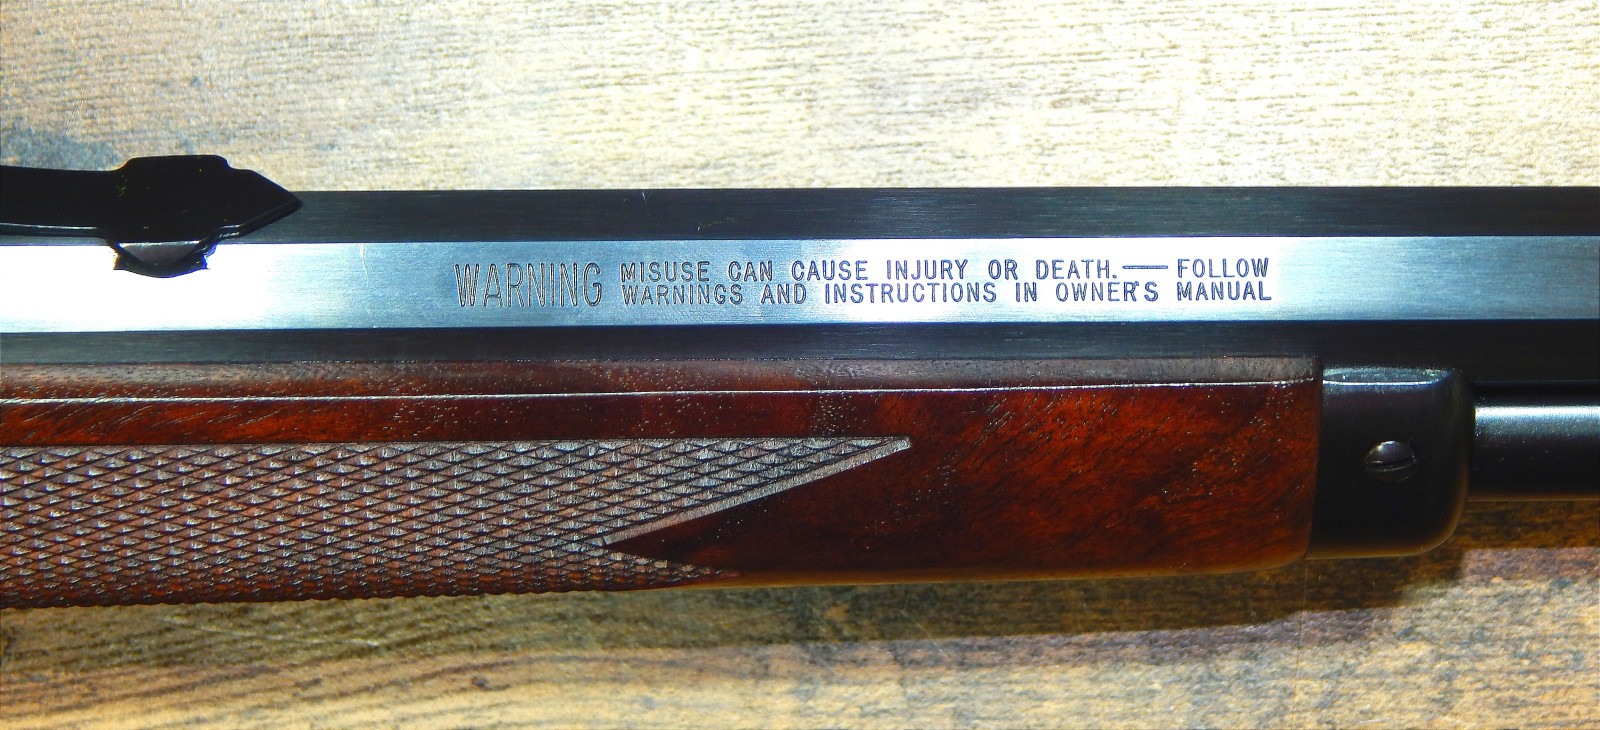 WARNING MISUSE CAN CAUSE INJURY OR DEATH.— FOLLOW
WARNINGS AND INSTRUCTIONS IN OWNER'S MANUAL